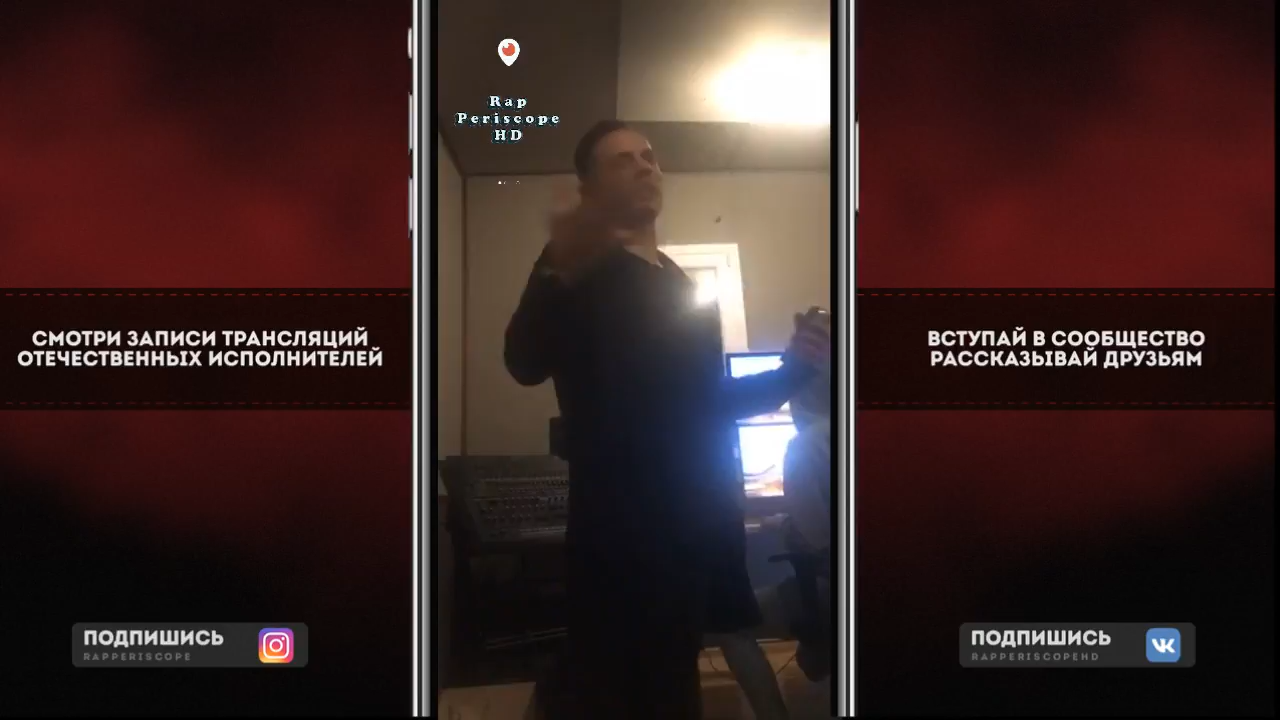 Rap
Periscope
HD
СМОТРИ ЗАПИСИ ТРАНСЛЯЦИЙ
ОТЕЧЕСТВЕННЫХ ИСПОЛНИТЕЛЕЙ
ВСТУПАЙ В СООБЩЕСТВО
РАССКАЗЫВАЙ ДРУЗЬЯМ
ПОДПИШИСЬ
RAPPERISCOPE
ПОДПИШИСЬ
RAPPERISCOPEHD